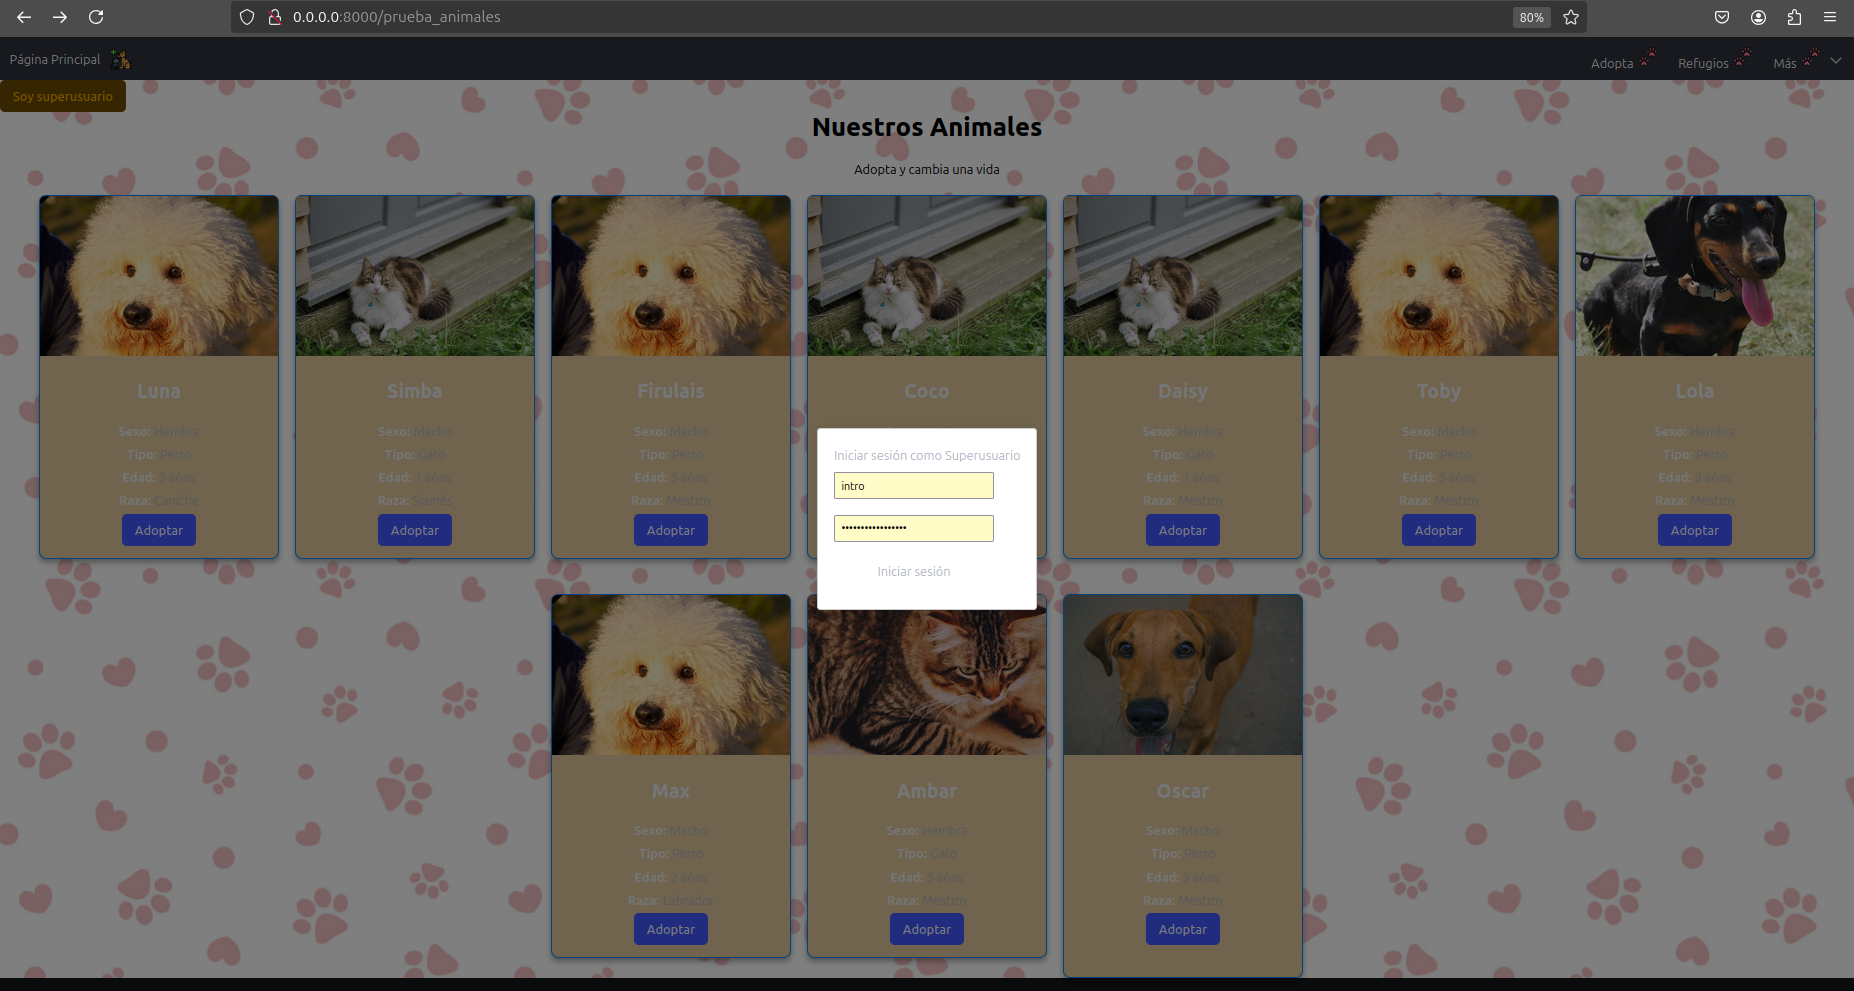 0.0.0.0:8000/prueba_animales
80%
Página Principal
Adopta
Refugios
Más
Soy superusuario
Nuestros Animales
Adopta y cambia una vida
Luna
Sexo: Hembra
Tipo: Perro
Edad: 3 años
Raza: Caniche
Adoptar
Simba
Sexo: Macho
Tipo: Gato
Edad: 1 años
Raza: Siamés
Adoptar
Firulais
Sexo: Macho
Tipo: Perro
Edad: 5 años
Raza: Mestizo
Adoptar
Coco
Iniciar sesión como Superusuario
intro
•••••••••••••••••
Iniciar sesión
Daisy
Sexo: Hembra
Tipo: Gato
Edad: 1 años
Raza: Mestizo
Adoptar
Toby
Sexo: Macho
Tipo: Perro
Edad: 5 años
Raza: Mestizo
Adoptar
Lola
Sexo: Hembra
Tipo: Perro
Edad: 8 años
Raza: Mestizo
Adoptar
Max
Sexo: Macho
Tipo: Perro
Edad: 2 años
Raza: Labrador
Adoptar
Ambar
Sexo: Hembra
Tipo: Gato
Edad: 5 años
Raza: Mestizo
Adoptar
Oscar
Sexo: Macho
Tipo: Perro
Edad: 9 años
Raza: Mestizo
Adoptar